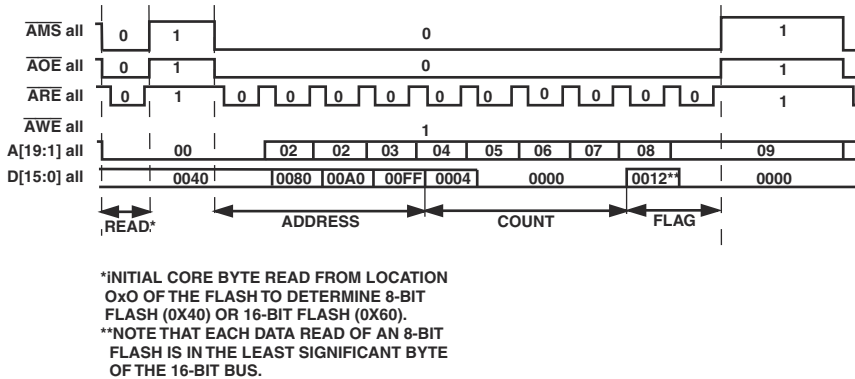 AMS all 0 1 0 1
AOE all 0 1 0 1
ARE all 0 1 0 0 0 0 0 0 0 0 0 0 1
AWE all 1
A[19:1] all 00 02 02 03 04 05 06 07 08 09
D[15:0] all 0040 0080 00A0 00FF 0004 0000 0012** 0000
READ* ADDRESS COUNT FLAG
*iNITIAL CORE BYTE READ FROM LOCATION
OxO OF THE FLASH TO DETERMINE 8-BIT
FLASH (0X40) OR 16-BIT FLASH (0X60).
**NOTE THAT EACH DATA READ OF AN 8-BIT
FLASH IS IN THE LEAST SIGNIFICANT BYTE
OF THE 16-BIT BUS.